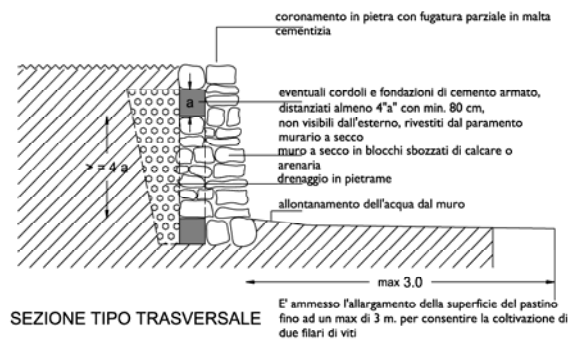 coronamento in pietra con fugatura parziale in malta
cementizia
eventuali cordoli e fondazioni di cemento armato,
distanziati almeno 4"a" con min. 80 cm,
non visibili dall'esterno, rivestiti dal paramento
murario a secco
muro a secco in blocchi sbozzati di calcare o
arenaria
drenaggio in pietrame
allontanamento dell'acqua dal muro
a
> = 4 a
max 3.0
SEZIONE TIPO TRASVERSALE
E' ammesso l'allargamento della superficie del pastino
fino ad un max di 3 m. per consentire la coltivazione di
due filari di viti